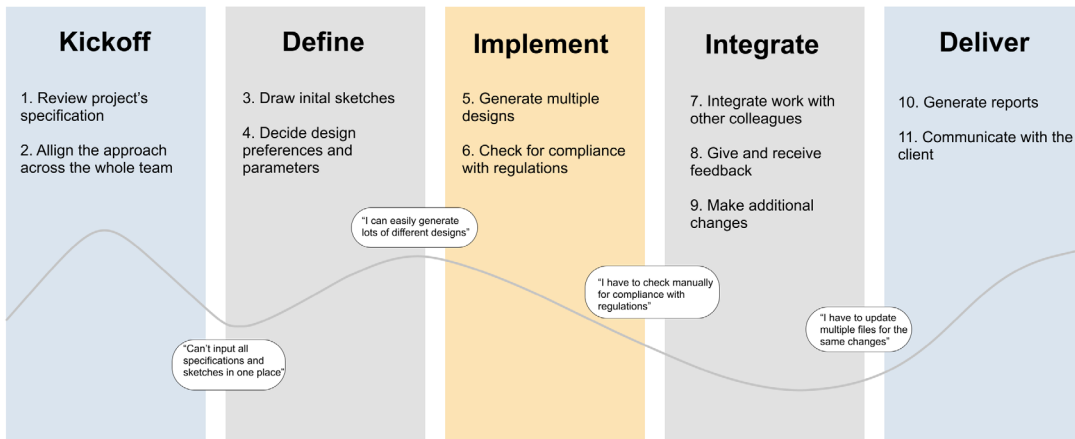 Kickoff
1. Review project's
specification
2. Allign the approach
across the whole team
Define
3. Draw inital sketches
4. Decide design
preferences and
parameters
Implement
5. Generate multiple
designs
6. Check for compliance
with regulations
Integrate
7. Integrate work with
other colleagues
8. Give and receive
feedback
9. Make additional
changes
Deliver
10. Generate reports
11. Communicate with the
client
“Can’t input all
specifications and
sketches in one place”
“I can easily generate
lots of different designs”
“I have to check manually
for compliance with
regulations”
“I have to update
multiple files for the
same changes”